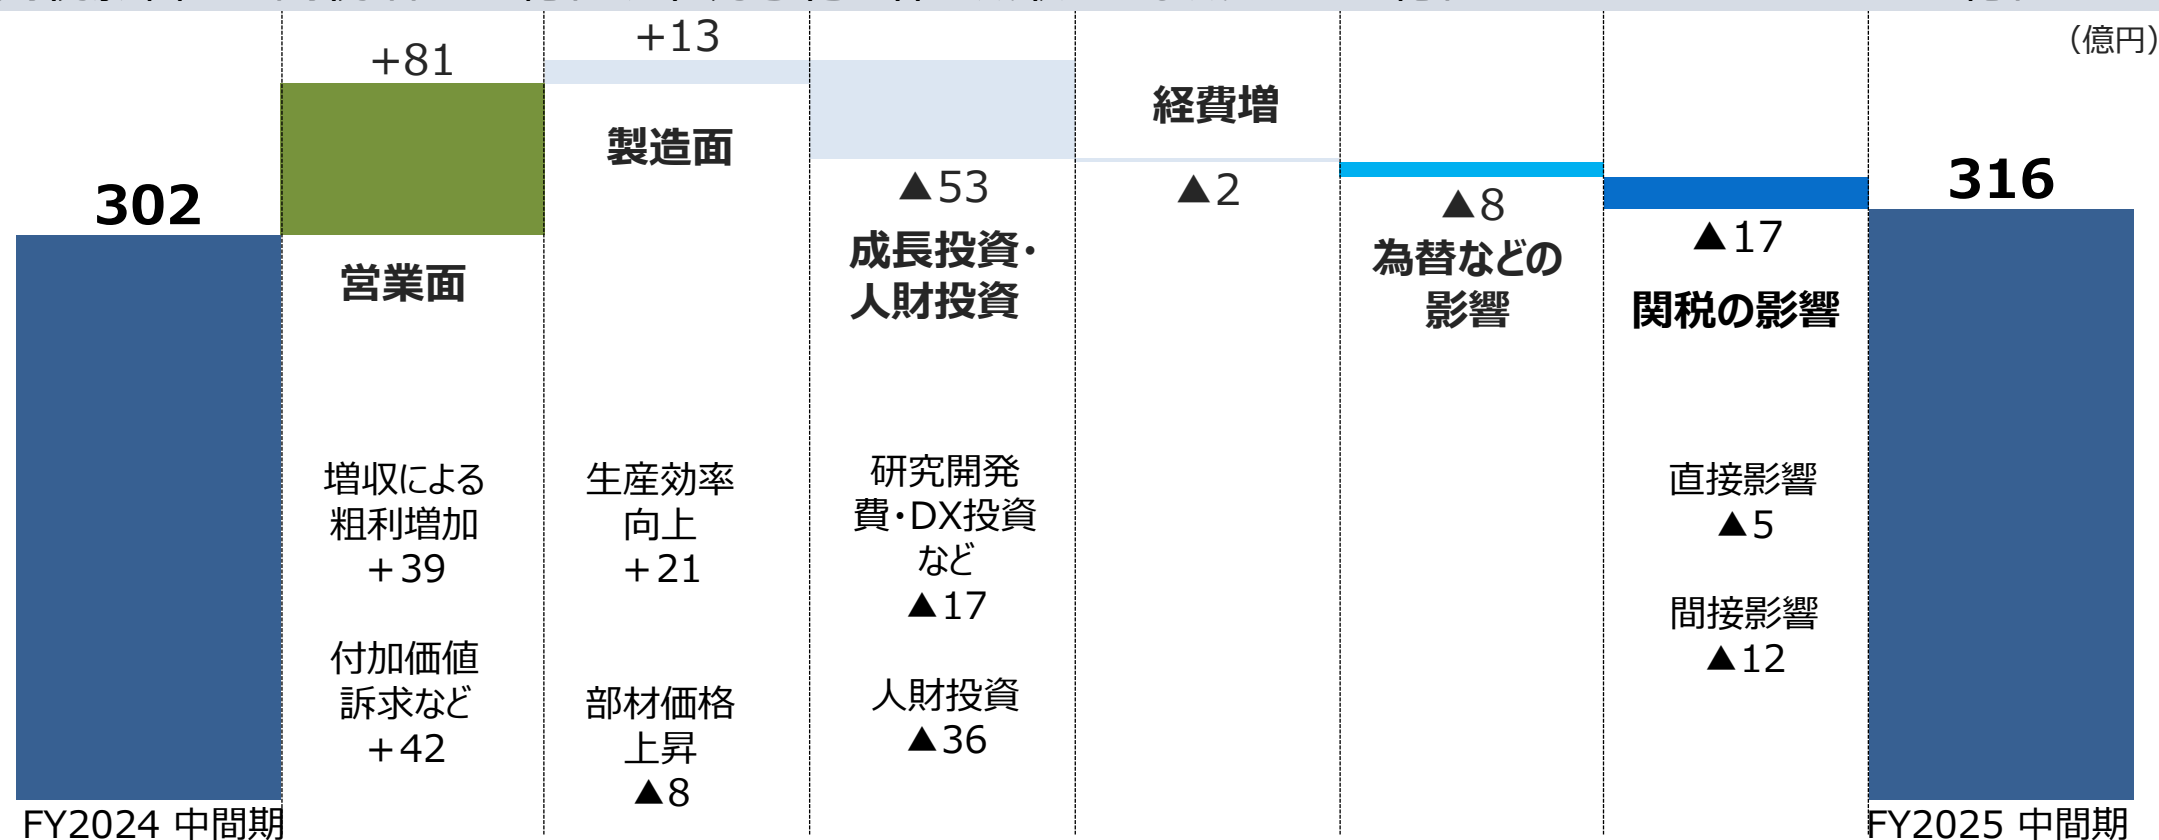 （億円）
302
FY2024 中間期
+81
営業面
増収による
粗利増加
＋39
付加価値
訴求など
＋42
+13
製造面
生産効率
向上
＋21
部材価格
上昇
▲8
▲53
成長投資・
人財投資
研究開発
費・DX投資
など
▲17
人財投資
▲36
経費増
▲2
▲8
為替などの
影響
▲17
関税の影響
直接影響
▲5
間接影響
▲12
316
FY2025 中間期